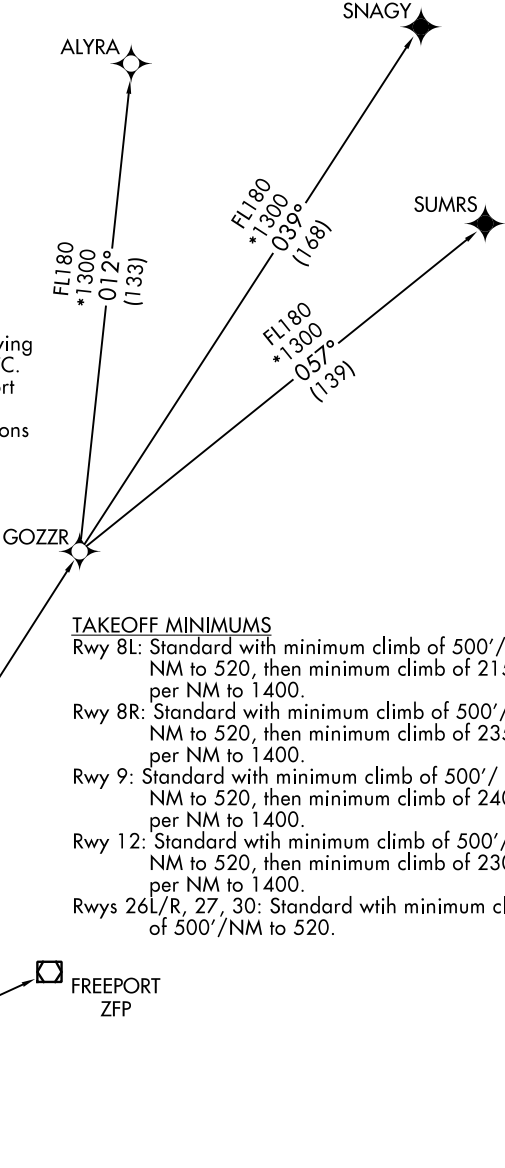 SNAGY
ALYRA
SUMRS
FL180
*1300
039°
(168)
FL180
*1300
012°
(133)
FL180
*1300
057°
(139)
ons
GOZZR
TAKEOFF MINIMUMS
Rwy 8L: Standard with minimum climb of 500'/
NM to 520, then minimum climb of
per NM to 1400.
Rwy 8R: Standard with minimum climb of 500'/
NM to 520, then minimum climb of
per NM to 1400.
Rwy 9: Standard with minimum climb of 500'/
NM to 520, then minimum climb of
per NM to 1400.
Rwy 12: Standard wtih minimum climb of 500'/
NM to 520, then minimum climb of
per NM to 1400.
Rwys 26L/R, 27, 30: Standard wtih minimum
of 500'/NM to 520.
FREEPORT
ZFP